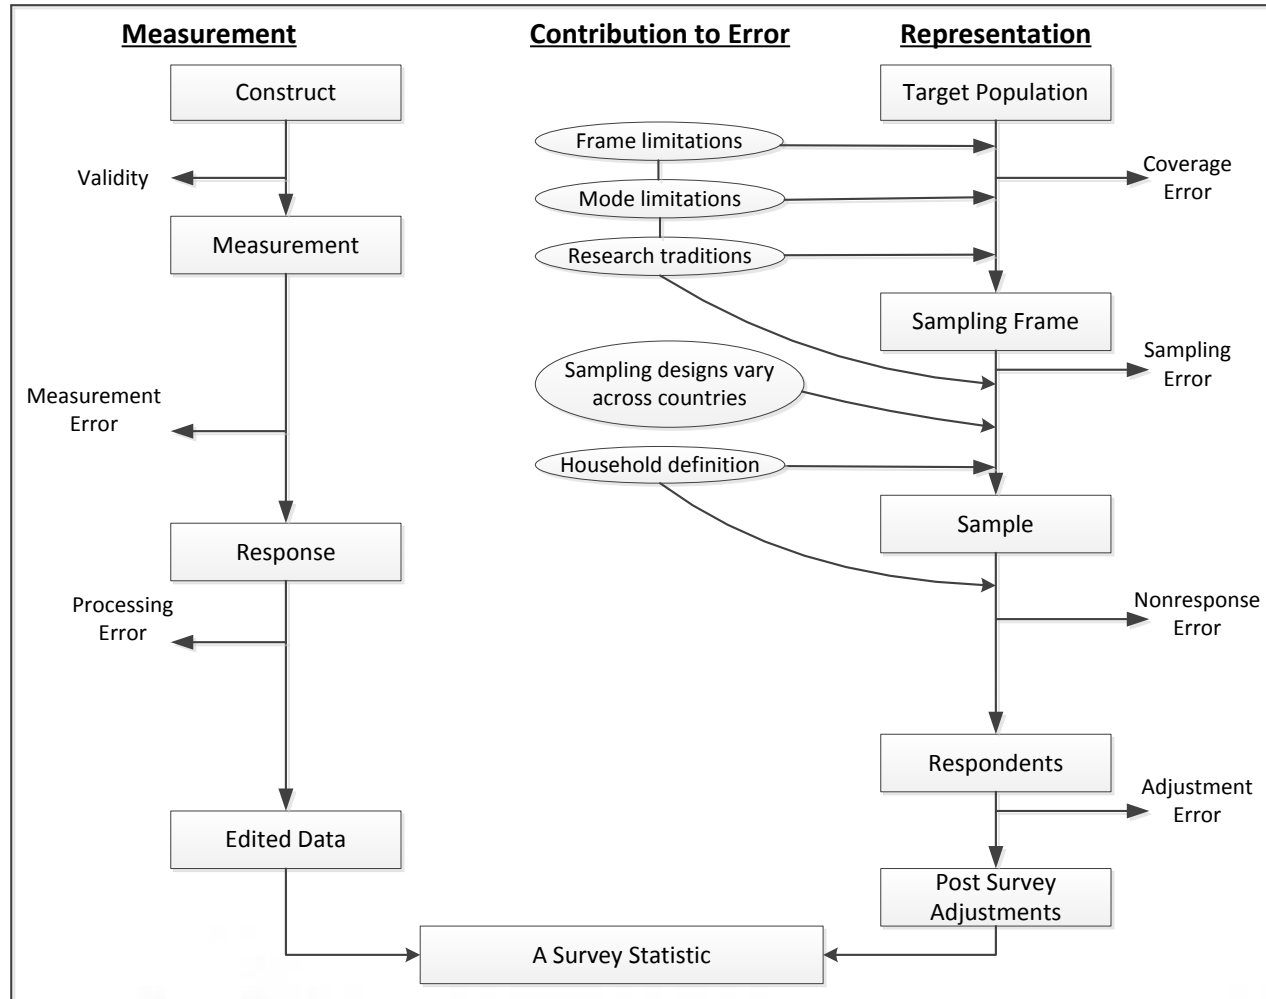 Measurement
Contribution to Error
Representation
Construct
Target Population
Frame limitations
Validity
Coverage
Error
Mode limitations
Measurement
Research traditions
Sampling Frame
Sampling
Error
Sampling designs vary
across countries
Measurement
Error
Household definition
Sample
Response
Processing
Error
Nonresponse
Error
Respondents
Adjustment
Error
Edited Data
Post Survey
Adjustments
A Survey Statistic